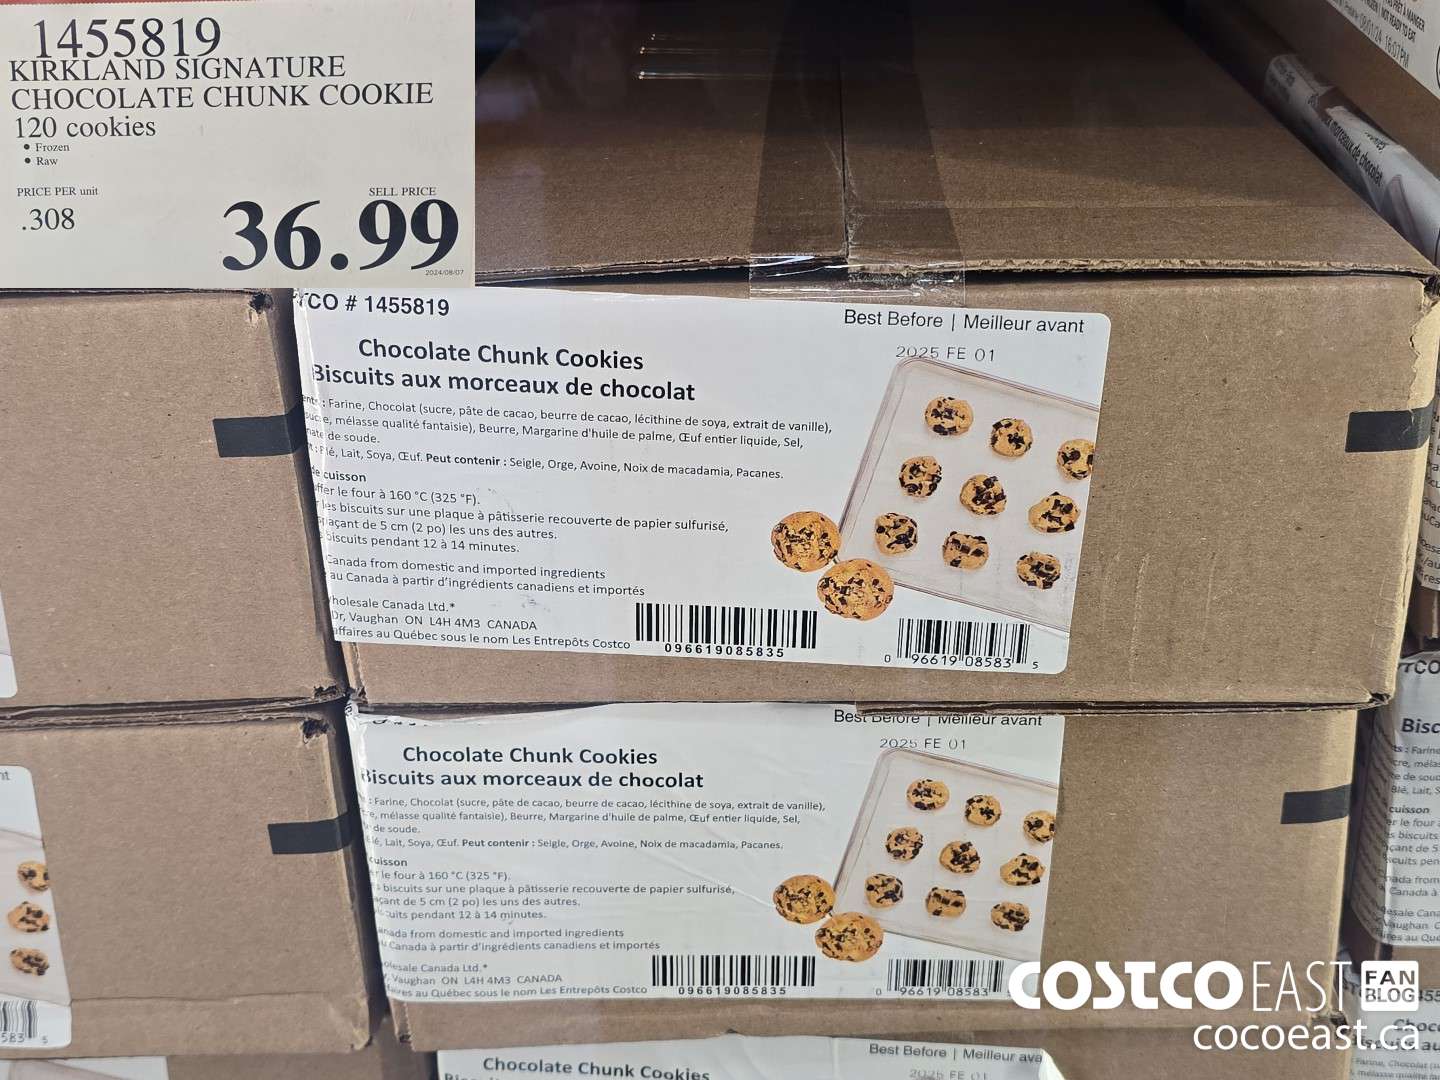 1455819
KIRKLAND SIGNATURE
CHOCOLATE CHUNK COOKIE
120 cookies
• Frozen
• Raw
PRICE PER unit
.308
SELL PRICE
36.99
2024/08/07
CO # 1455819
Best Before | Meilleur avant
2025 FE 01
Chocolate Chunk Cookies
Biscuits aux morceaux de chocolat
: Farine, Chocolat (sucre, pâte de cacao, beurre de cacao, lécithine de soya, extrait de vanille),
mélasse qualité fantaisie), Beurre, Margarine d'huile de palme, Œuf entier liquide, Sel,
de soude.
Lait, Soya, Œuf. Peut contenir : Seigle, Orge, Avoine, Noix de macadamia, Pacanes.
cuisson
le four à 160 °C (325 °F).
les biscuits sur une plaque à pâtisserie recouverte de papier sulfurisé,
de 5 cm (2 po) les uns des autres.
biscuits pendant 12 à 14 minutes.
Canada from domestic and imported ingredients
au Canada à partir d'ingrédients canadiens et importés
Canada Ltd.*
Dr, Vaughan ON L4H 4M3 CANADA
au Québec sous le nom Les Entrepôts Costco
096619085835
0 96619 08583 5
Best Before | Meilleur avant
2025 FE 01
Chocolate Chunk Cookies
Biscuits aux morceaux de chocolat
: Farine, Chocolat (sucre, pâte de cacao, beurre de cacao, lécithine de soya, extrait de vanille),
mélasse qualité fantaisie), Beurre, Margarine d'huile de palme, Œuf entier liquide, Sel,
de soude.
Lait, Soya, Œuf. Peut contenir : Seigle, Orge, Avoine, Noix de macadamia, Pacanes.
cuisson
le four à 160 °C (325 °F).
biscuits sur une plaque à pâtisserie recouverte de papier sulfurisé,
de 5 cm (2 po) les uns des autres.
pendant 12 à 14 minutes.
from domestic and imported ingredients
Canada à partir d'ingrédients canadiens et importés
Canada Ltd.*
Vaughan ON L4H 4M3 CANADA
au Québec sous le nom Les Entrepôts Costco
096619085835
0 96619 08583
Chocolate Chunk Cookies
Best Before | Meilleur
2025 FE 01
COSTCO EAST FAN BLOG
cocoeast.ca